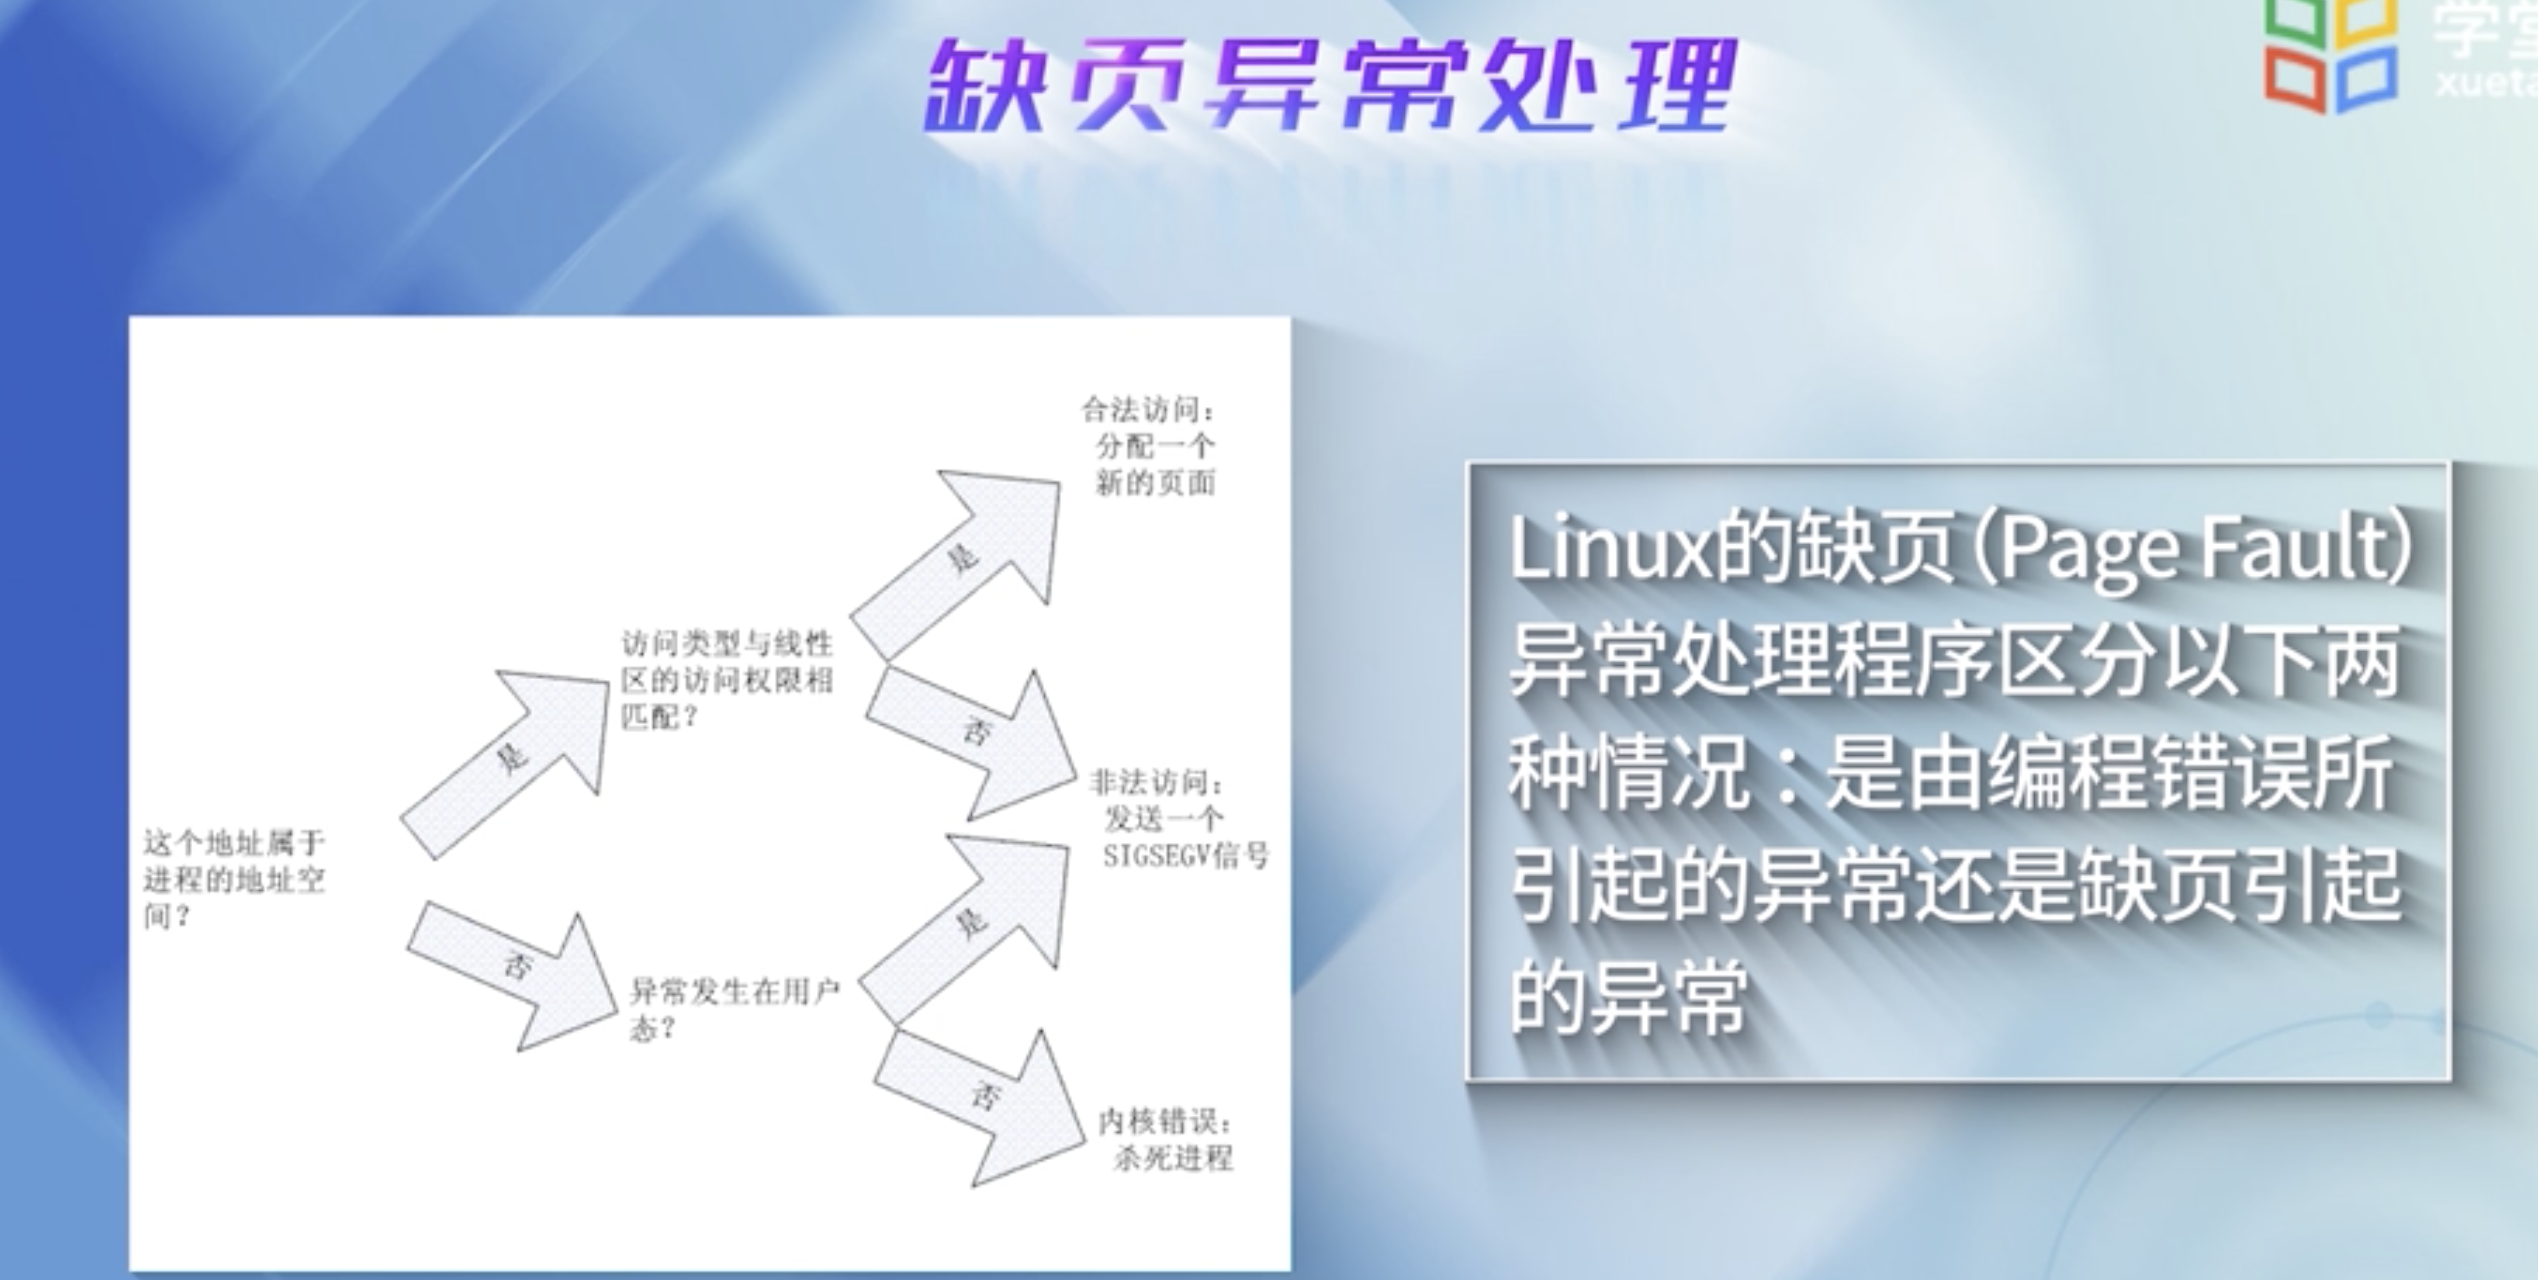 缺页异常处理
合法访问：
分配一个
新的页面
是
访问类型与线性
区的访问权限相
匹配？
是
否
非法访问：
发送一个
SIGSEGV信号
这个地址属于
进程的地址空
间？
是
否
异常发生在用户
态？
否
内核错误：
杀死进程
Linux的缺页（Page Fault）
异常处理程序区分以下两
种情况：是由编程错误所
引起的异常还是缺页引起
的异常